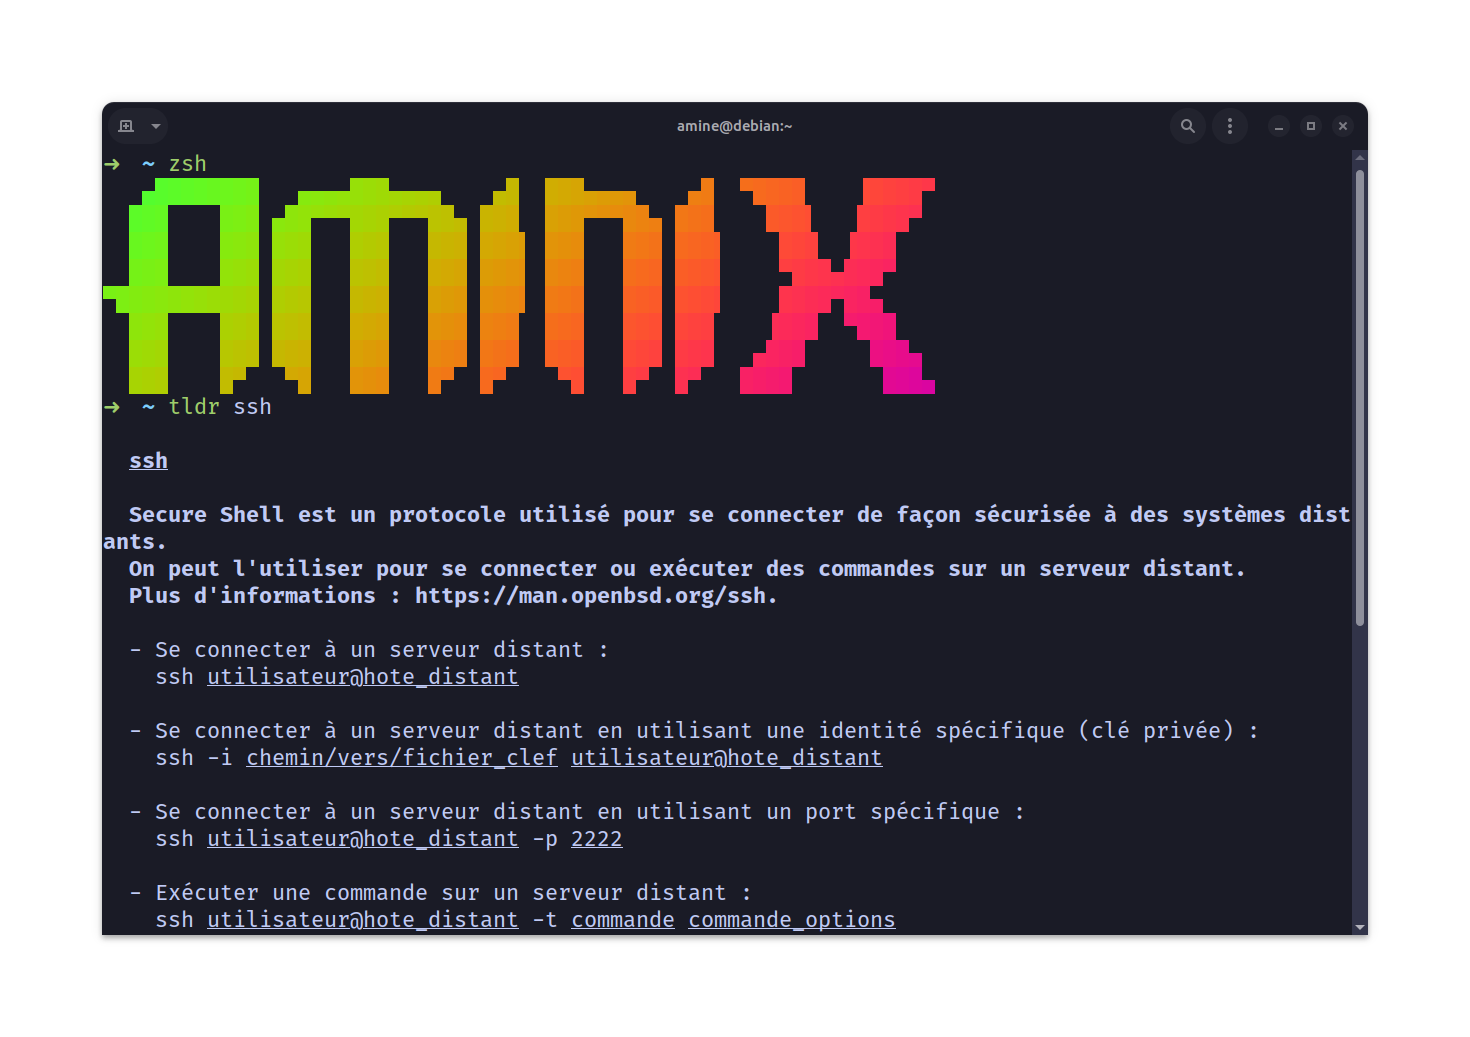 amine@debian:~
➜ ~ zsh
Aminix
➜ ~ tldr ssh
ssh
Secure Shell est un protocole utilisé pour se connecter de façon sécurisée à des systèmes dist
ants.
On peut l'utiliser pour se connecter ou exécuter des commandes sur un serveur distant.
Plus d'informations : https://man.openbsd.org/ssh.
- Se connecter à un serveur distant :
ssh utilisateur@hote_distant
- Se connecter à un serveur distant en utilisant une identité spécifique (clé privée) :
ssh -i chemin/vers/fichier_clef utilisateur@hote_distant
- Se connecter à un serveur distant en utilisant un port spécifique :
ssh utilisateur@hote_distant -p 2222
- Exécuter une commande sur un serveur distant :
ssh utilisateur@hote_distant -t commande commande_options